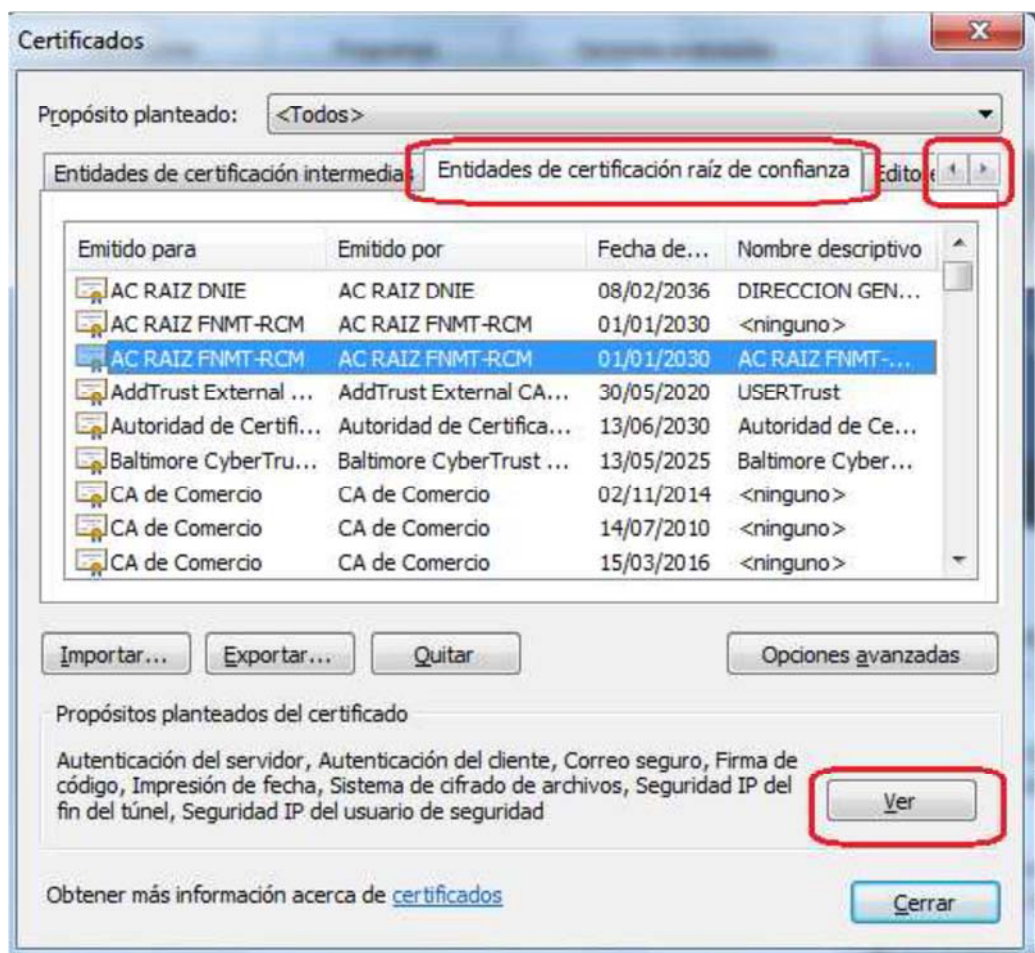 Certificados
Propósito planteado: <Todos>
Entidades de certificación intermedias Entidades de certificación raíz de confianza Editore
Emitido para Emitido por Fecha de... Nombre descriptivo
AC RAIZ DNIE AC RAIZ DNIE 08/02/2036 DIRECCION GEN...
AC RAIZ FNMT-RCM AC RAIZ FNMT-RCM 01/01/2030 <ninguno>
AC RAIZ FNMT-RCM AC RAIZ FNMT-RCM 01/01/2030 AC RAIZ FNMT-...
AddTrust External ... AddTrust External CA... 30/05/2020 USERTrust
Autoridad de Certifi... Autoridad de Certifica... 13/06/2030 Autoridad de Ce...
Baltimore CyberTru... Baltimore CyberTrust ... 13/05/2025 Baltimore Cyber...
CA de Comercio CA de Comercio 02/11/2014 <ninguno>
CA de Comercio CA de Comercio 14/07/2010 <ninguno>
CA de Comercio CA de Comercio 15/03/2016 <ninguno>
Importar... Exportar... Quitar Opciones avanzadas
Propósitos planteados del certificado
Autenticación del servidor, Autenticación del cliente, Correo seguro, Firma de
código, Impresión de fecha, Sistema de cifrado de archivos, Seguridad IP del
fin del túnel, Seguridad IP del usuario de seguridad
Ver
Obtener más información acerca de certificados
Cerrar